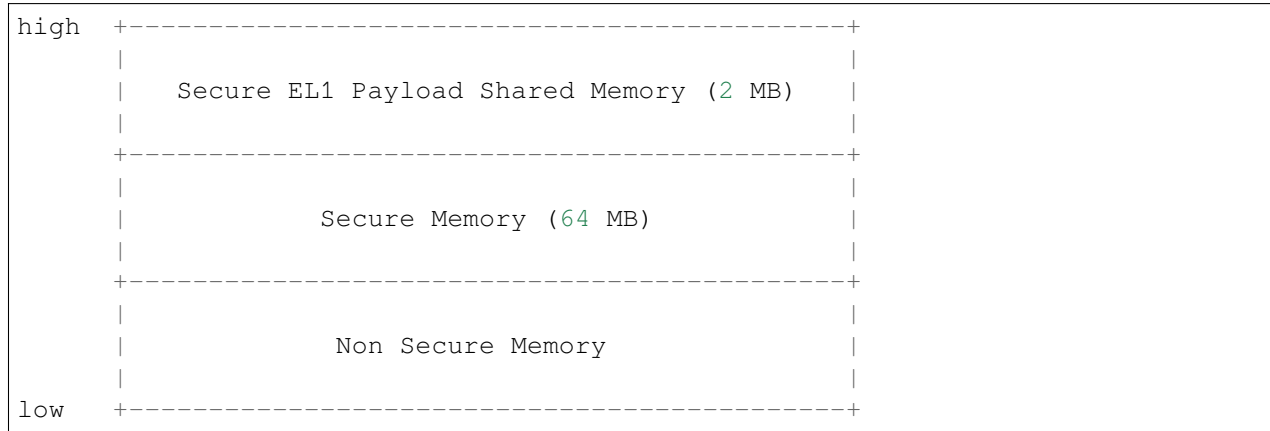 high  +---------------------------------------------+
      |                                             |
      |   Secure EL1 Payload Shared Memory (2 MB)   |
      |                                             |
      +---------------------------------------------+
      |                                             |
      |            Secure Memory (64 MB)            |
      |                                             |
      +---------------------------------------------+
      |                                             |
      |             Non Secure Memory               |
      |                                             |
low   +---------------------------------------------+